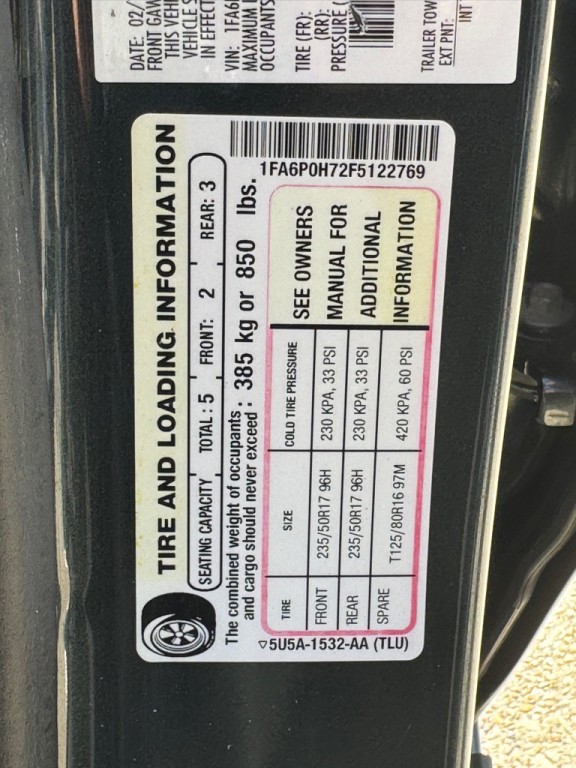 DATE: 02/
FRONT GAW
THIS VEHI
VEHICLE S
IN EFFECT
VIN: 1FA6
MAXIMUM
OCCUPANTS
TIRE (FR):
(RR):
PRESSURE
TRAILER TOW
EXT PNT:
INT
TIRE AND LOADING INFORMATION
SEATING CAPACITY TOTAL : 5 FRONT: 2 REAR: 3
The combined weight of occupants
and cargo should never exceed : 385 kg or 850 lbs.
1FA6P0H72F5122769
TIRE SIZE COLD TIRE PRESSURE
FRONT 235/50R17 96H 230 KPA, 33 PSI
REAR 235/50R17 96H 230 KPA, 33 PSI
SPARE T125/80R16 97M 420 KPA, 60 PSI
SEE OWNERS
MANUAL FOR
ADDITIONAL
INFORMATION
5U5A-1532-AA (TLU)